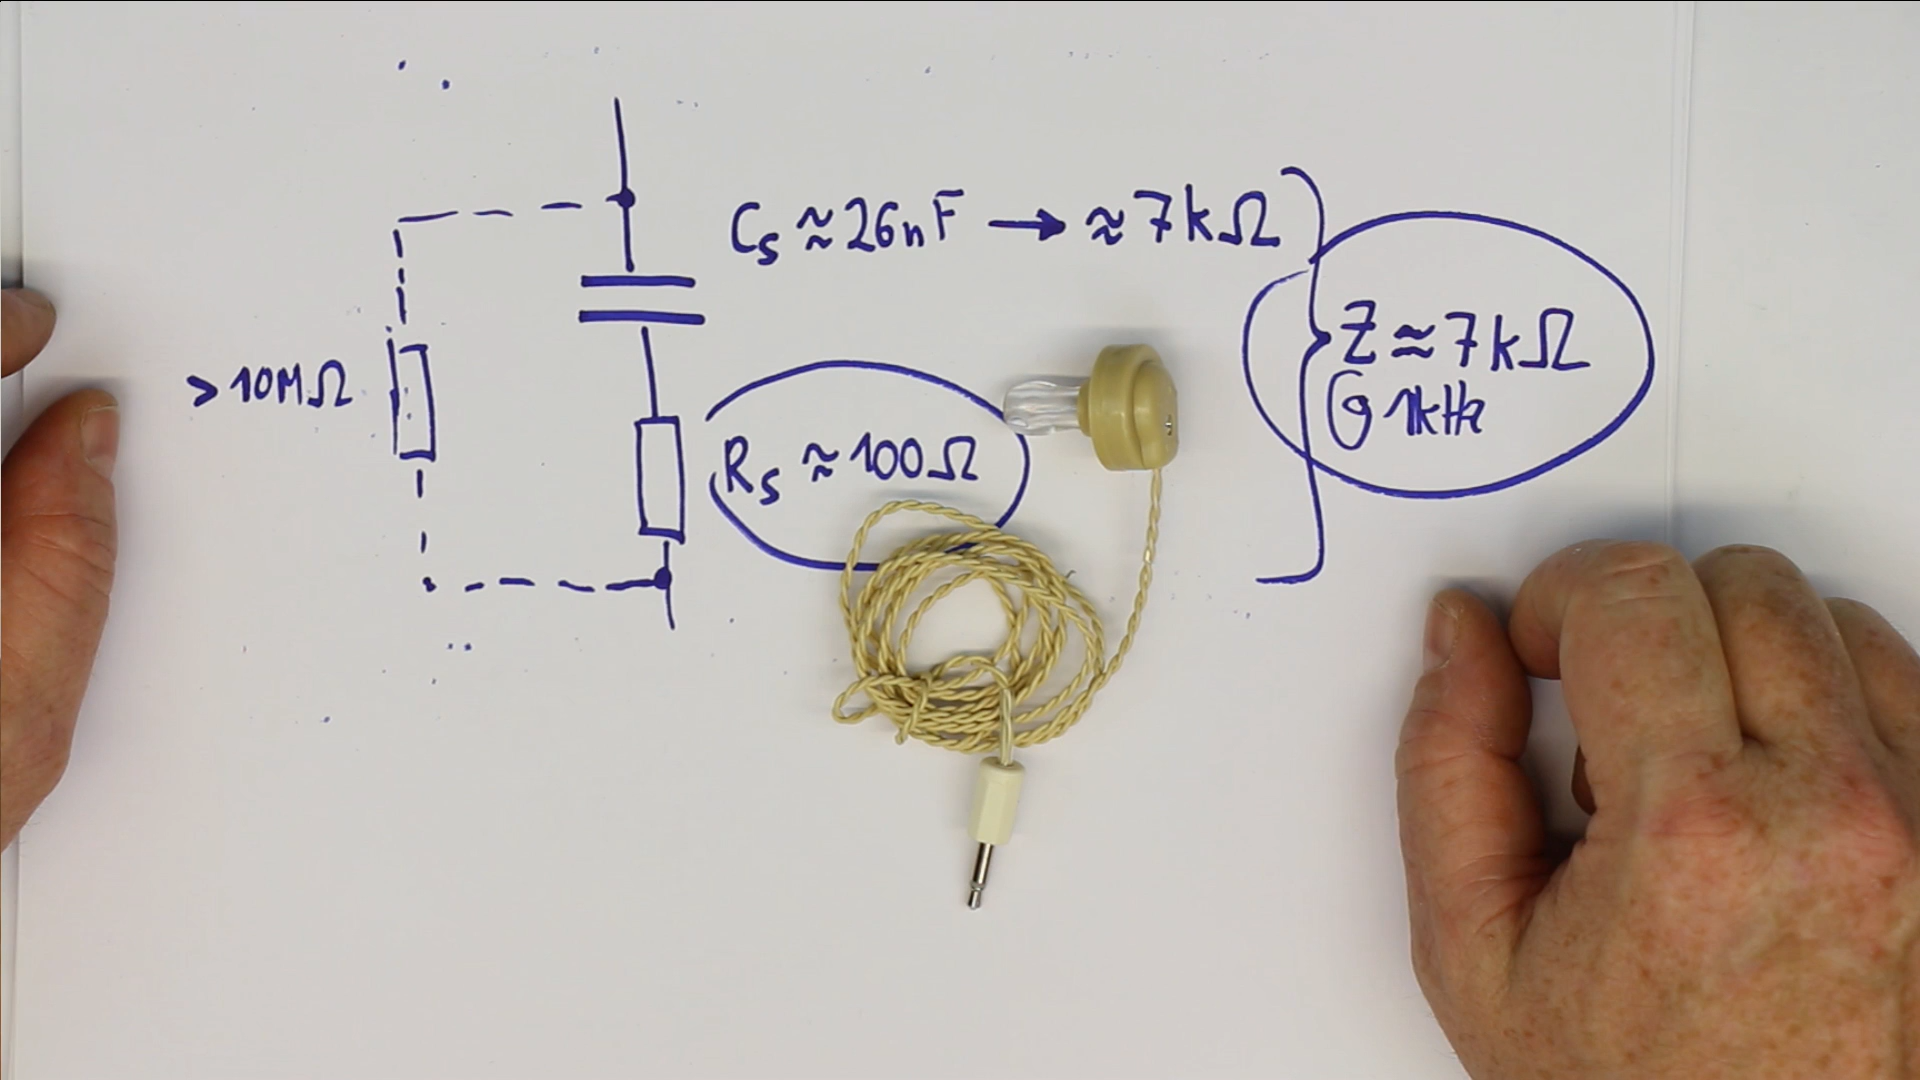 Cs ≈ 26nF → ≈ 7kΩ
> 10MΩ
Rs ≈ 100Ω
Z ≈ 7kΩ
@ 1kHz